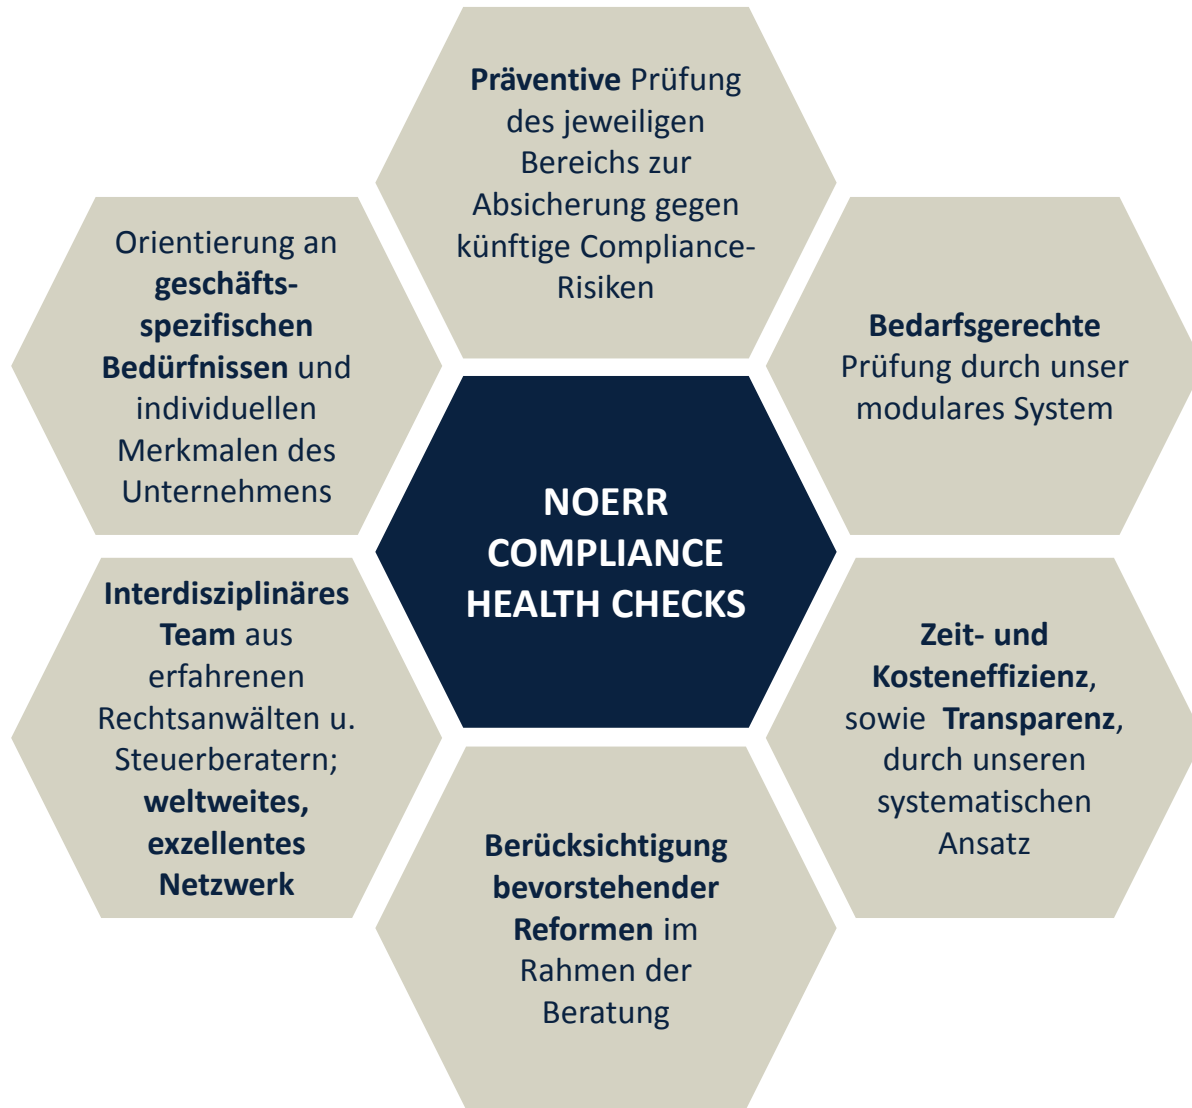 Präventive Prüfung
des jeweiligen
Bereichs zur
Absicherung gegen
künftige Compliance-
Risiken
Orientierung an
geschäfts-
spezifischen
Bedürfnissen und
individuellen
Merkmalen des
Unternehmens
Bedarfsgerechte
Prüfung durch unser
modulares System
NOERR
COMPLIANCE
HEALTH CHECKS
Interdisziplinäres
Team aus
erfahrenen
Rechtsanwälten u.
Steuerberatern;
weltweites,
exzellentes
Netzwerk
Zeit- und
Kosteneffizienz,
sowie Transparenz,
durch unseren
systematischen
Ansatz
Berücksichtigung
bevorstehender
Reformen im
Rahmen der
Beratung